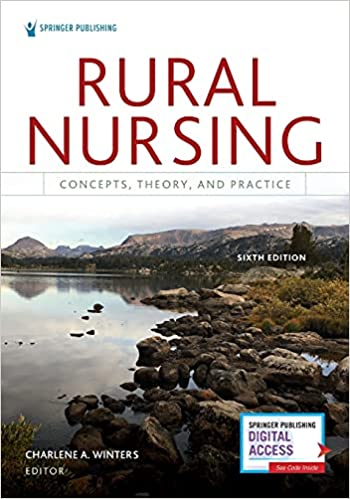 SPRINGER PUBLISHING
RURAL
NURSING
CONCEPTS, THEORY, AND PRACTICE
SIXTH EDITION
CHARLENE A. WINTERS
EDITOR
SPRINGER PUBLISHING
DIGITAL
ACCESS
See Code Inside